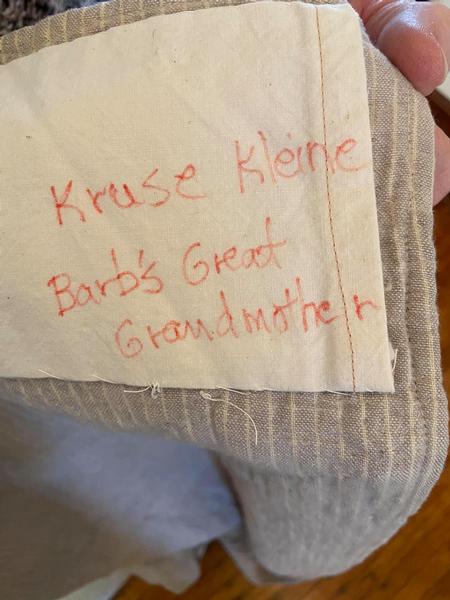 Kruse Kleine
Barb's Great
Grandmother